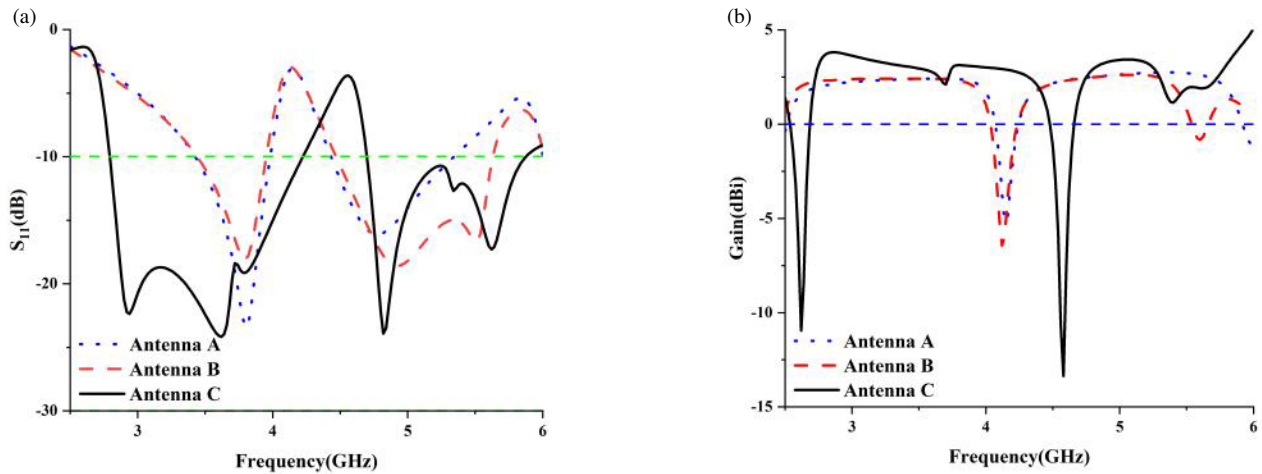 (a)
0
-10
-20
-30
S11(dB)
Antenna A
Antenna B
Antenna C
3
4
5
6
Frequency(GHz)
(b)
5
0
-5
-10
-15
Gain(dBi)
Antenna A
Antenna B
Antenna C
3
4
5
6
Frequency(GHz)